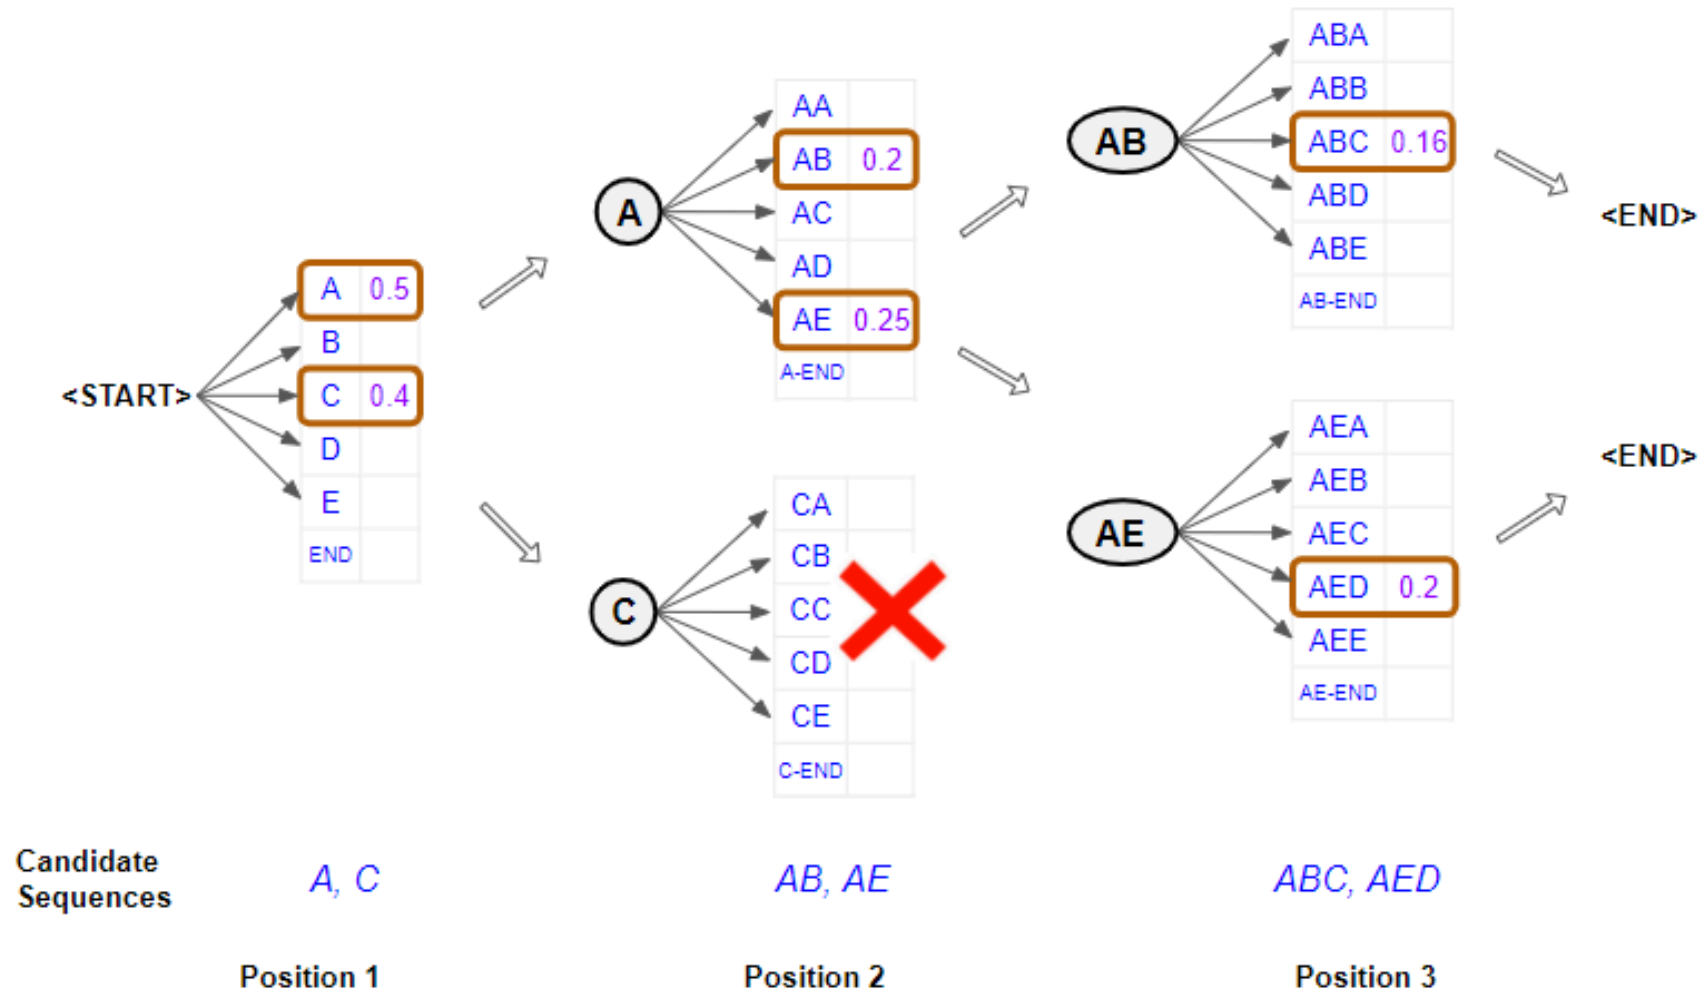 <START>
A 0.5
B
C 0.4
D
E
END
A
AA
AB 0.2
AC
AD
AE 0.25
A-END
C
CA
CB
CC
CD
CE
C-END
AB
ABA
ABB
ABC 0.16
ABD
ABE
AB-END
<END>
AE
AEA
AEB
AEC
AED 0.2
AEE
AE-END
<END>
Candidate
Sequences
A, C
AB, AE
ABC, AED
Position 1
Position 2
Position 3